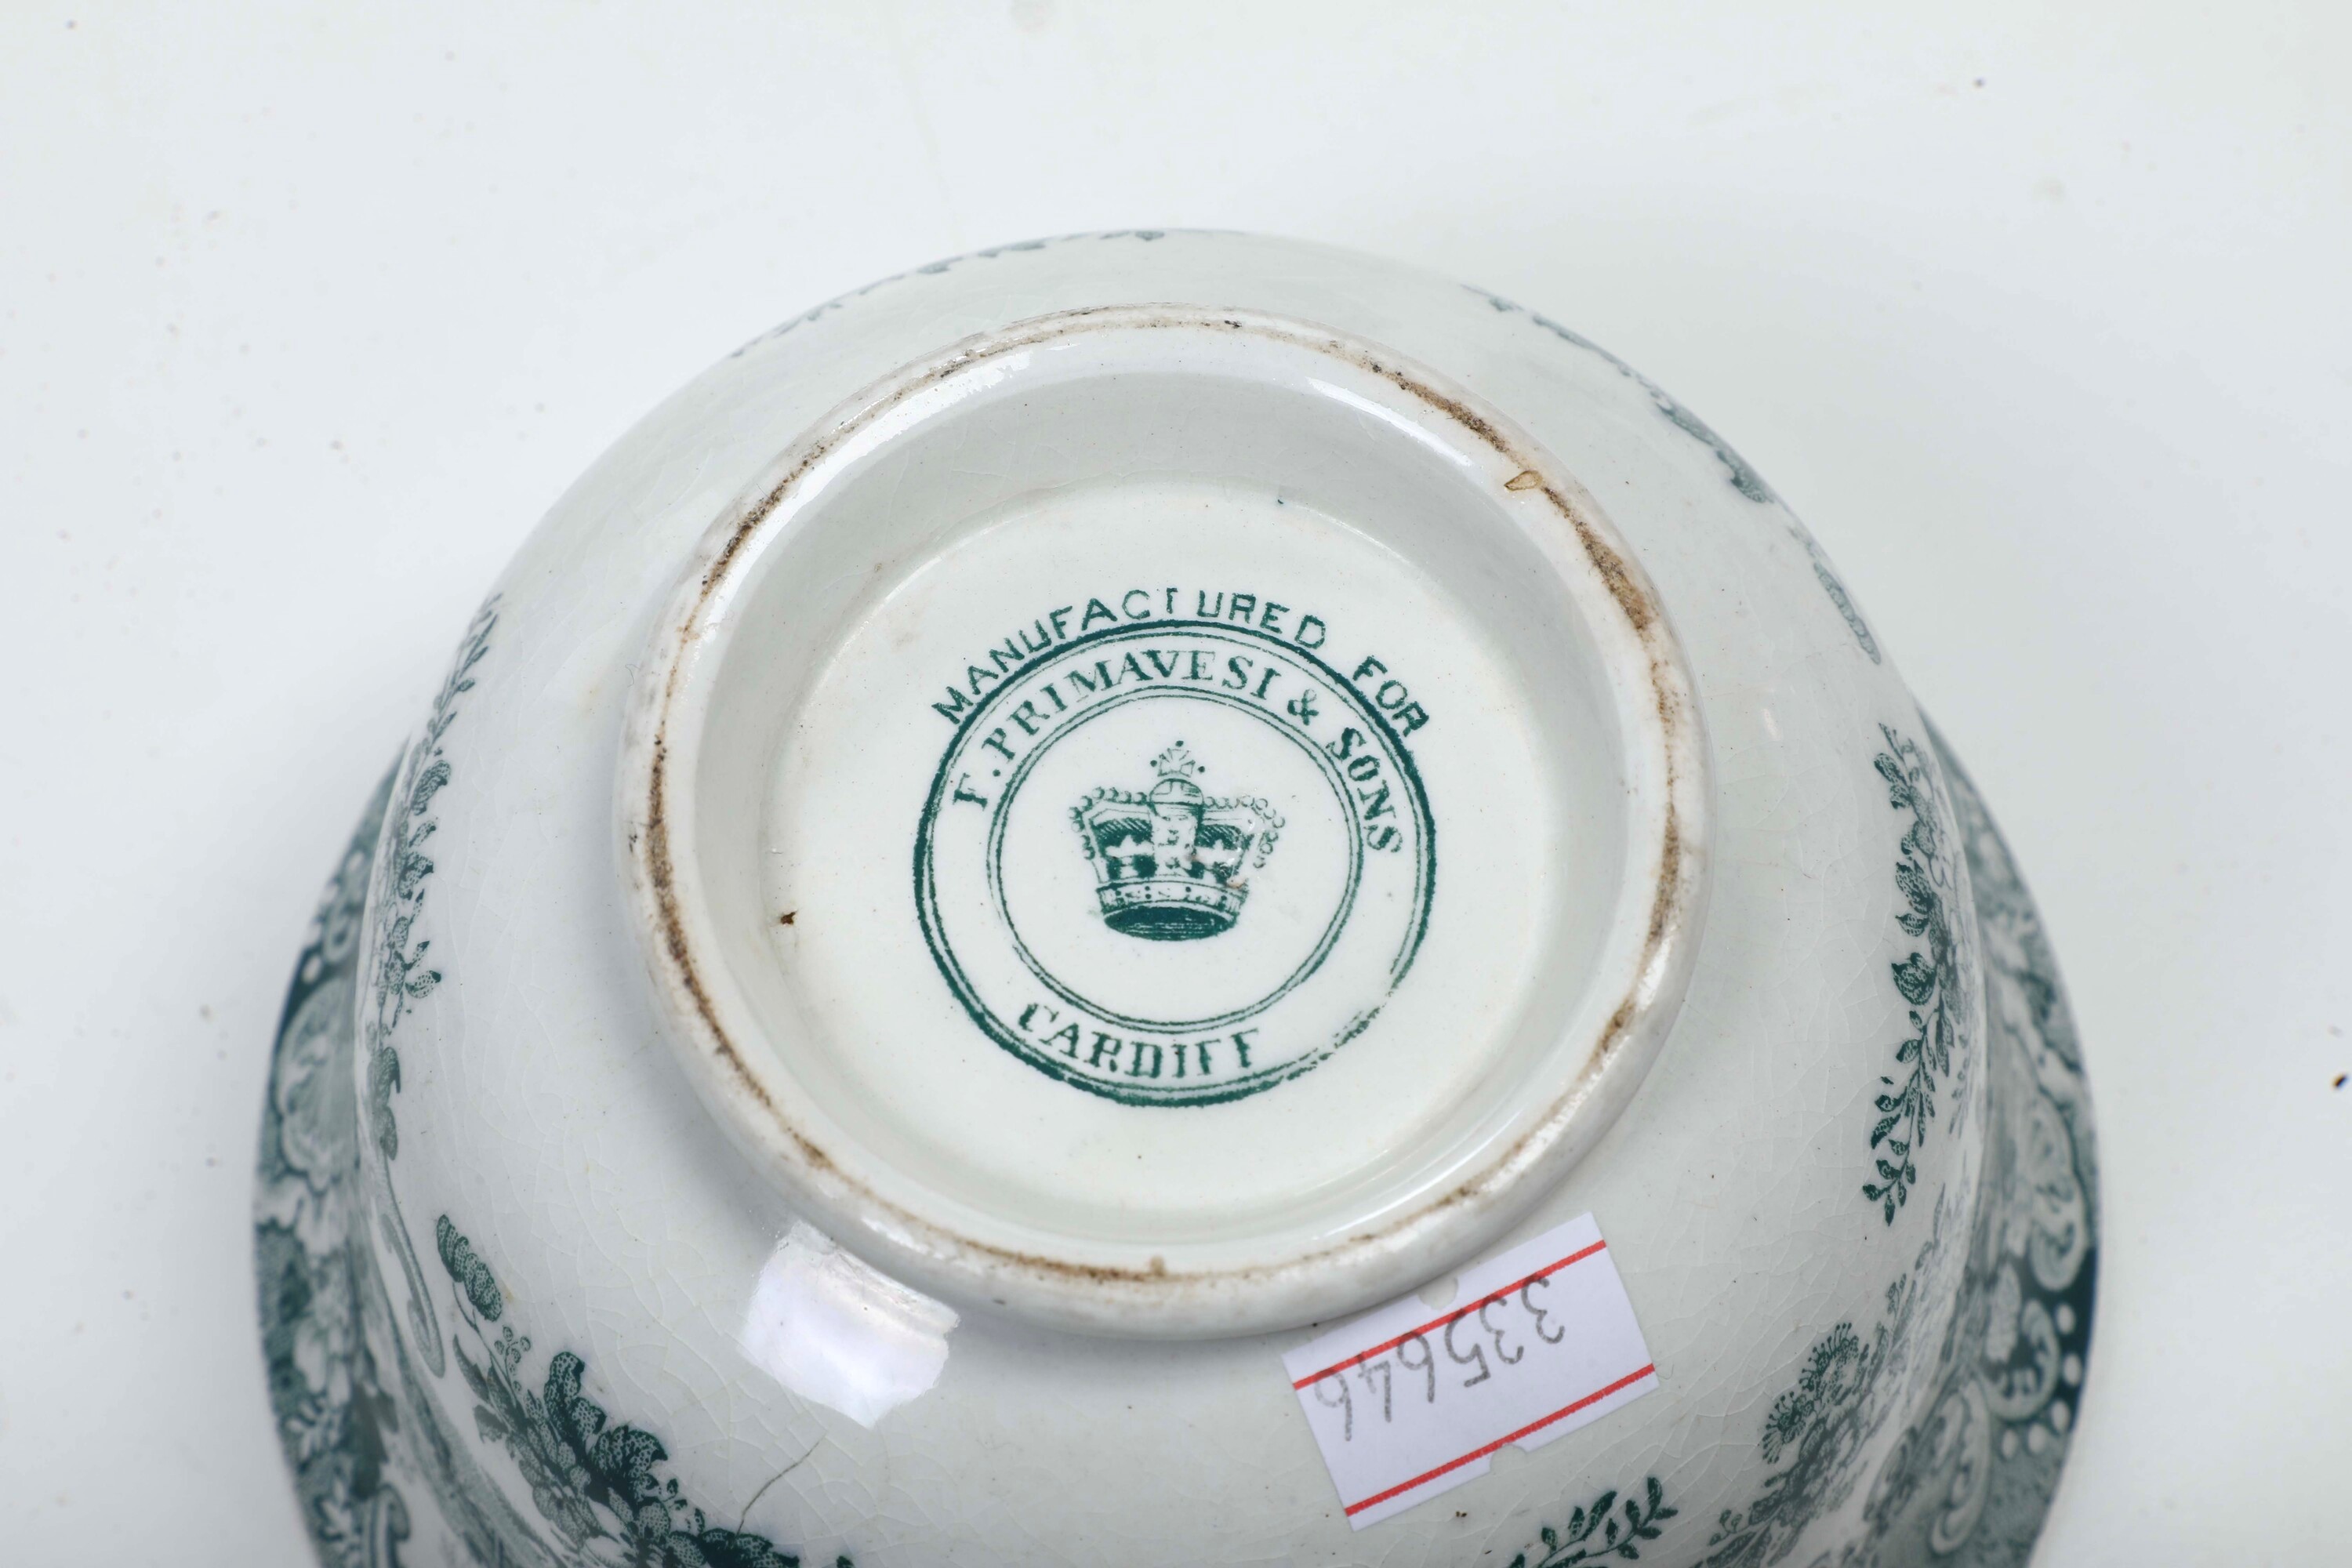 MANUFACTURED FOR
F. PRIMAVESI & SONS
CARDIFF
335646